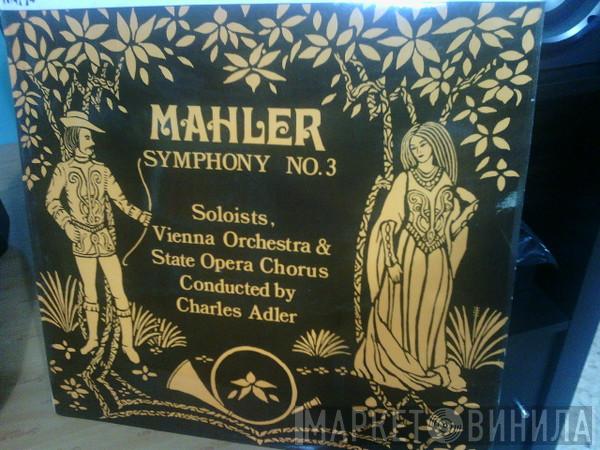 MAHLER
SYMPHONY NO.3
Soloists,
Vienna Orchestra &
State Opera Chorus
Conducted by
Charles Adler
МАРКЕТ ВИНИЛА